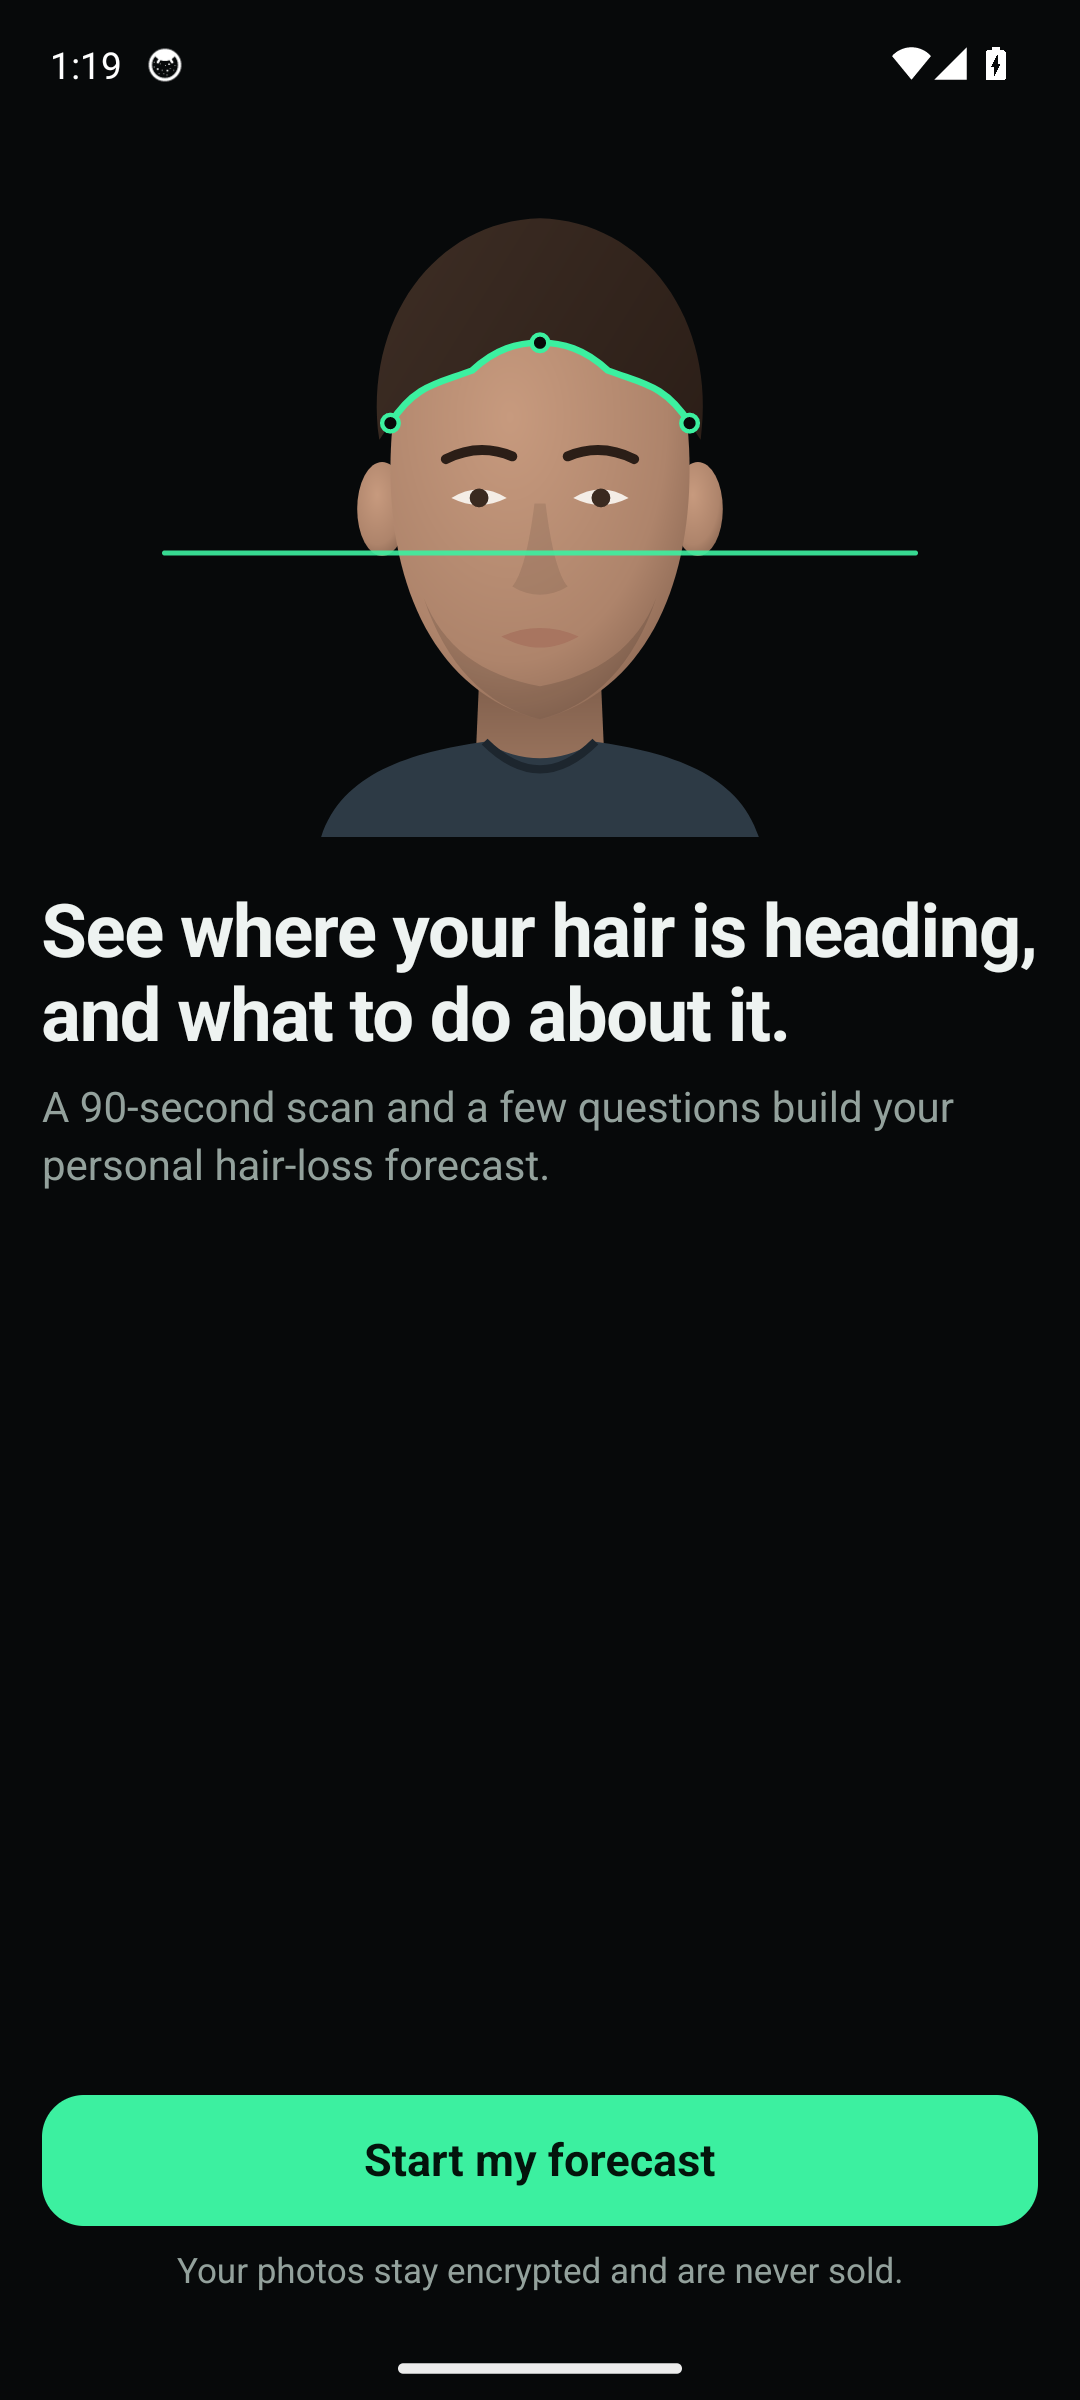 1:19
See where your hair is heading,
and what to do about it.
A 90-second scan and a few questions build your
personal hair-loss forecast.
Start my forecast
Your photos stay encrypted and are never sold.